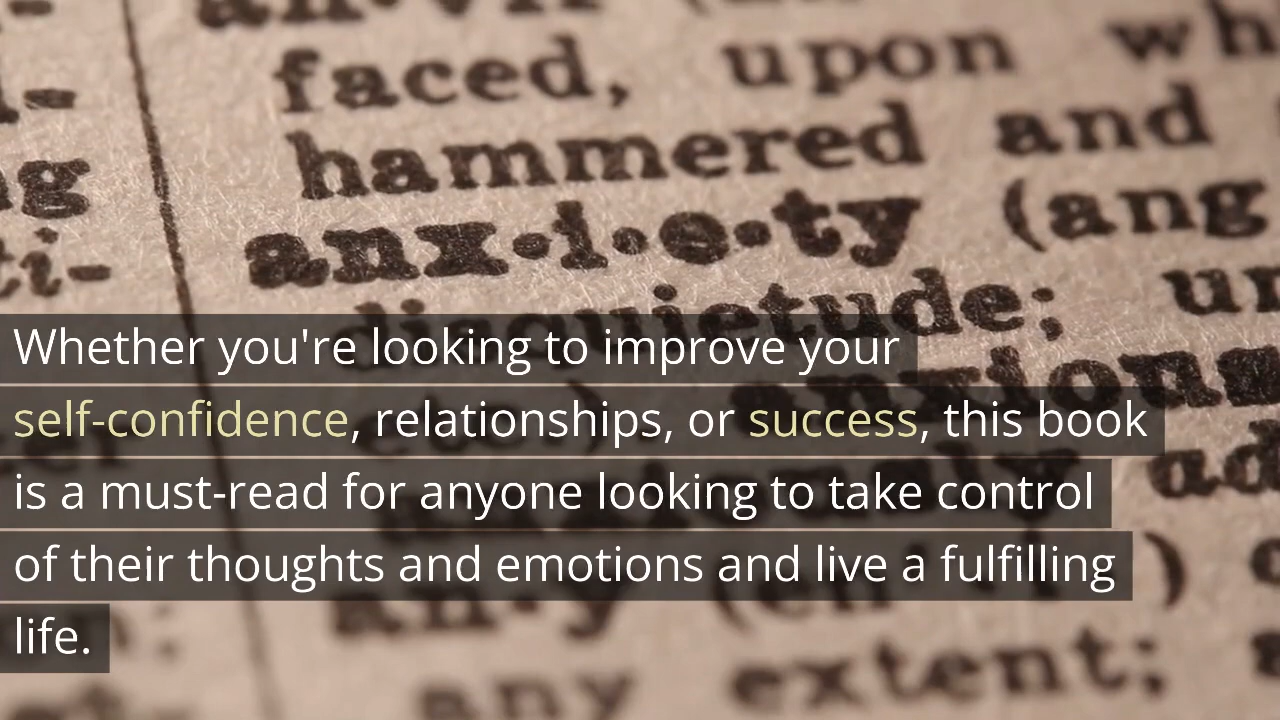 faced, upon wh
hammered and
anx•i•e•ty (ang
disquietude; un
Whether you're looking to improve your
anxious
self-confidence, relationships, or success, this book
is a must-read for anyone looking to take control
of their thoughts and emotions and live a fulfilling
life.
any extent;